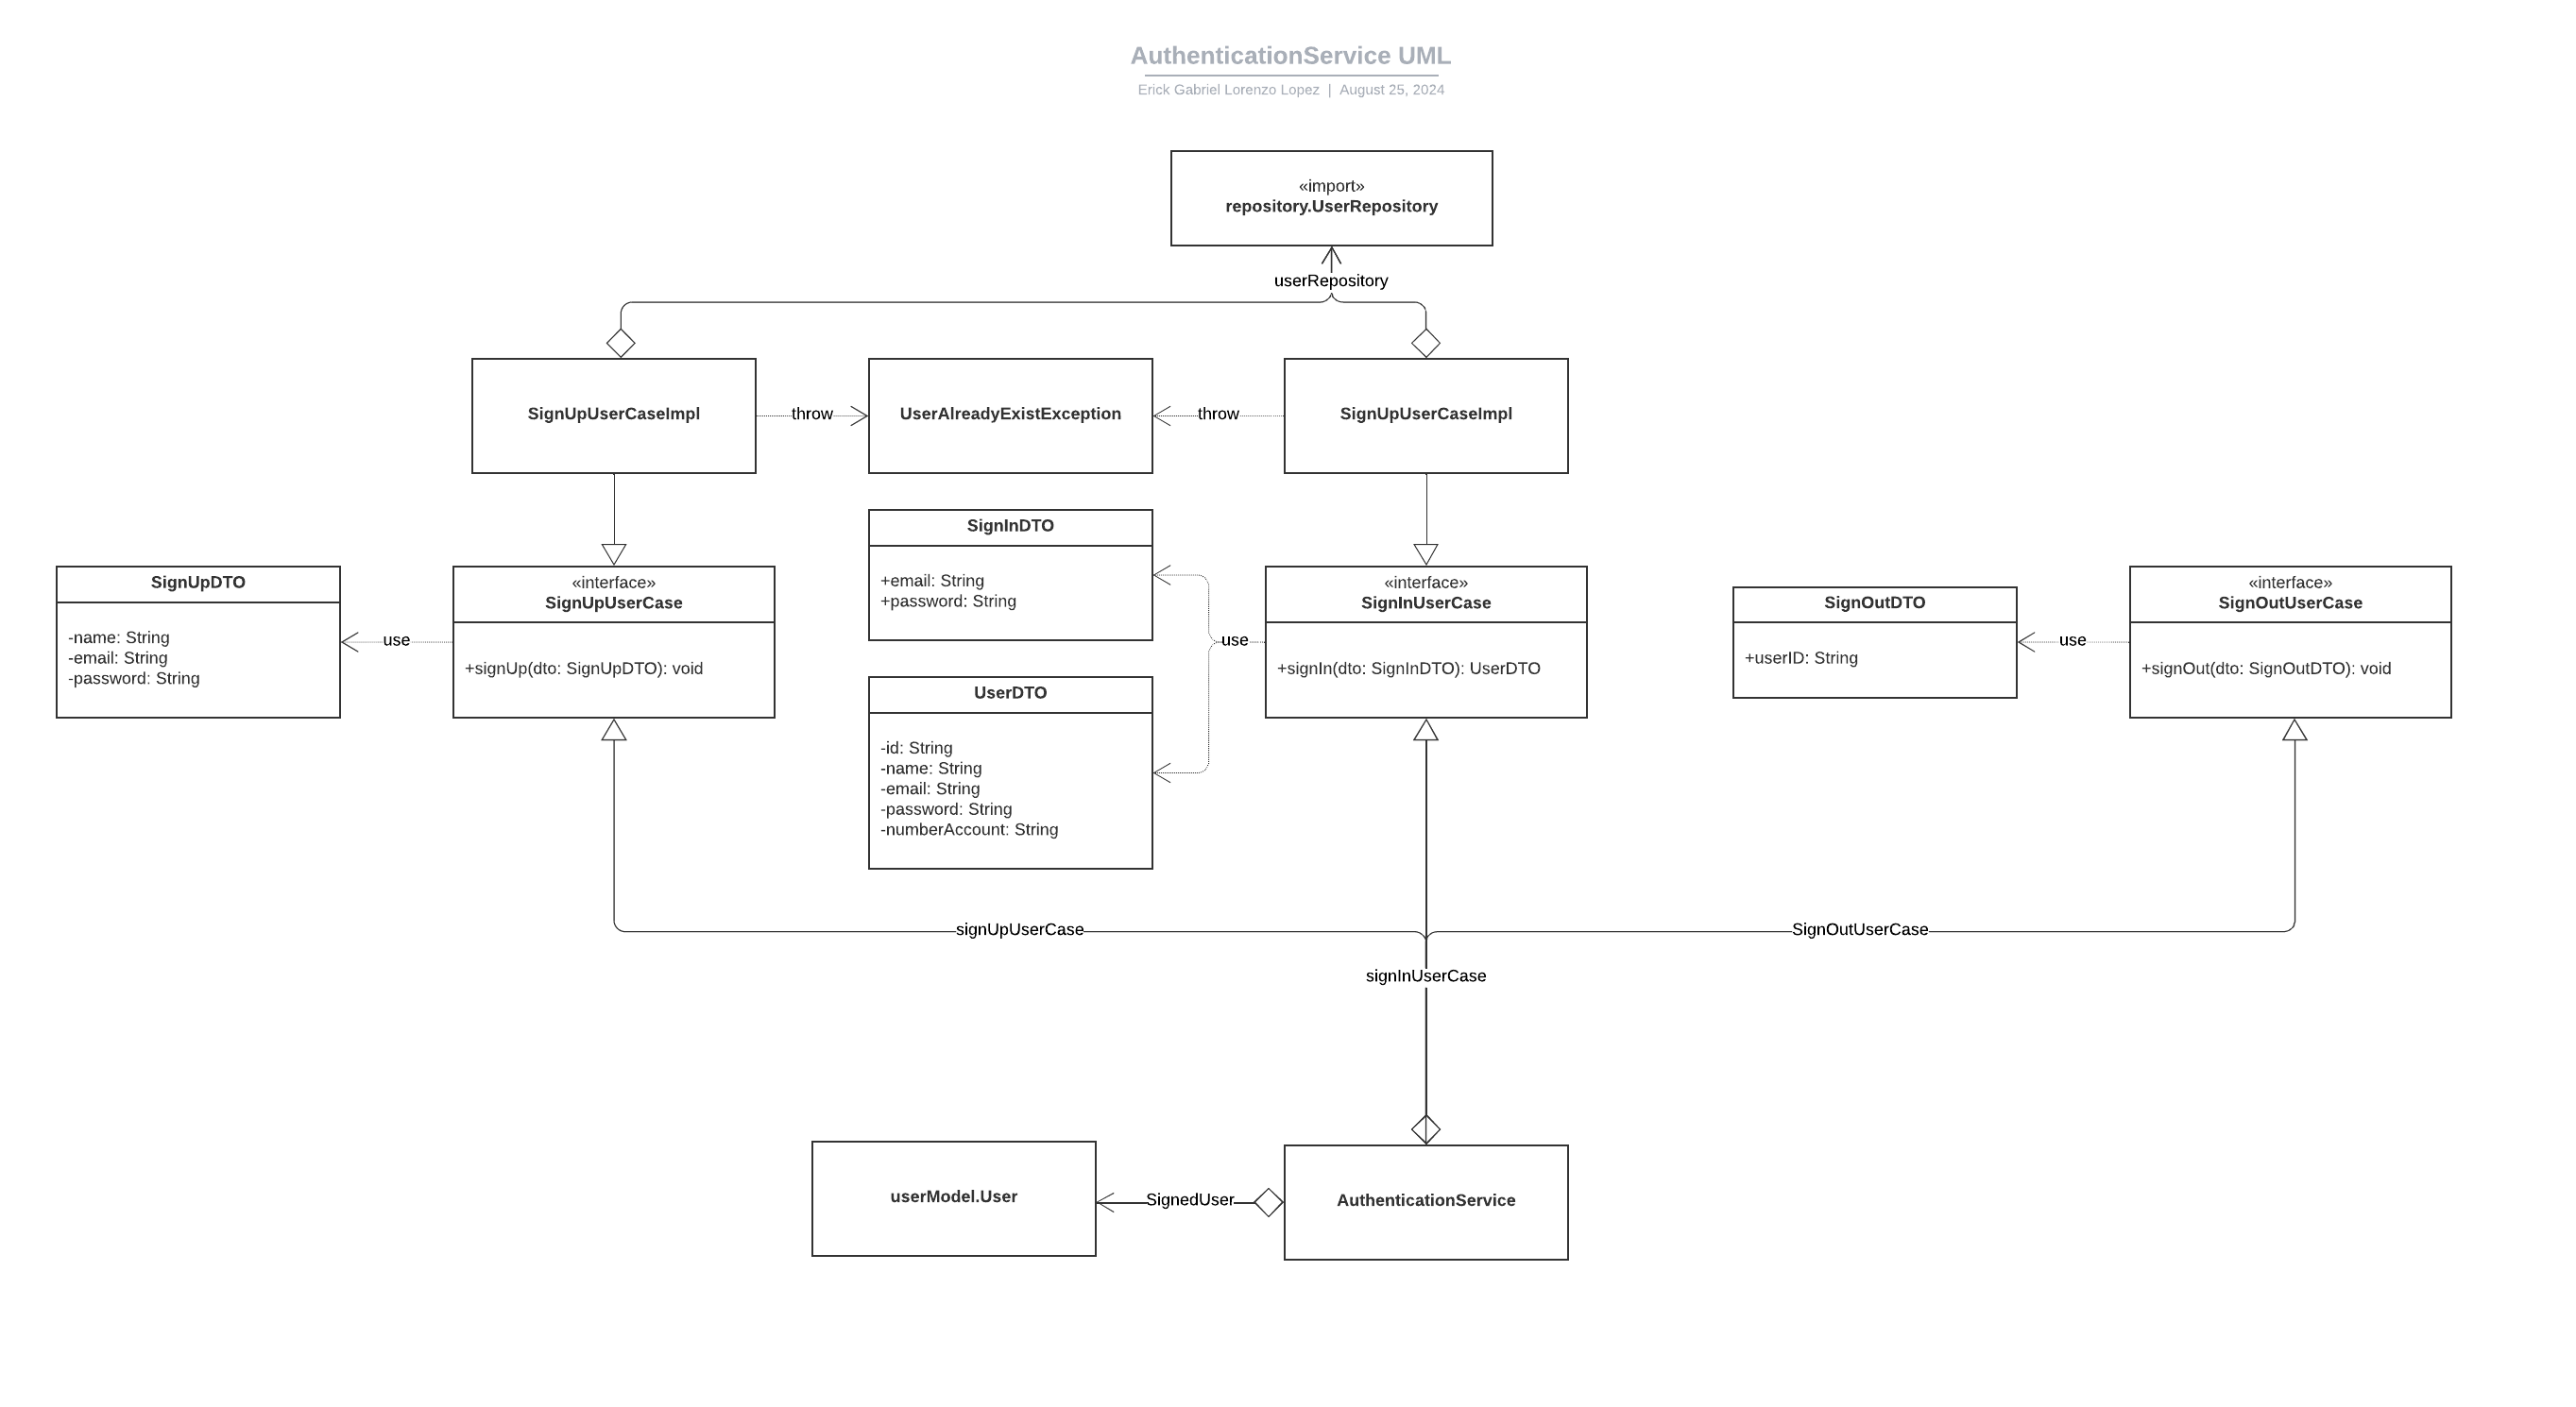 AuthenticationService UML
Erick Gabriel Lorenzo Lopez | August 25, 2024
«import»
repository.UserRepository
userRepository
SignUpUserCaseImpl
throw
UserAlreadyExistException
throw
SignUpUserCaseImpl
SignUpDTO
-name: String
-email: String
-password: String
use
«interface»
SignUpUserCase
+signUp(dto: SignUpDTO): void
SignInDTO
+email: String
+password: String
UserDTO
-id: String
-name: String
-email: String
-password: String
-numberAccount: String
use
«interface»
SignInUserCase
+signIn(dto: SignInDTO): UserDTO
SignOutDTO
+userID: String
use
«interface»
SignOutUserCase
+signOut(dto: SignOutDTO): void
signUpUserCase
SignOutUserCase
signInUserCase
userModel.User
SignedUser
AuthenticationService